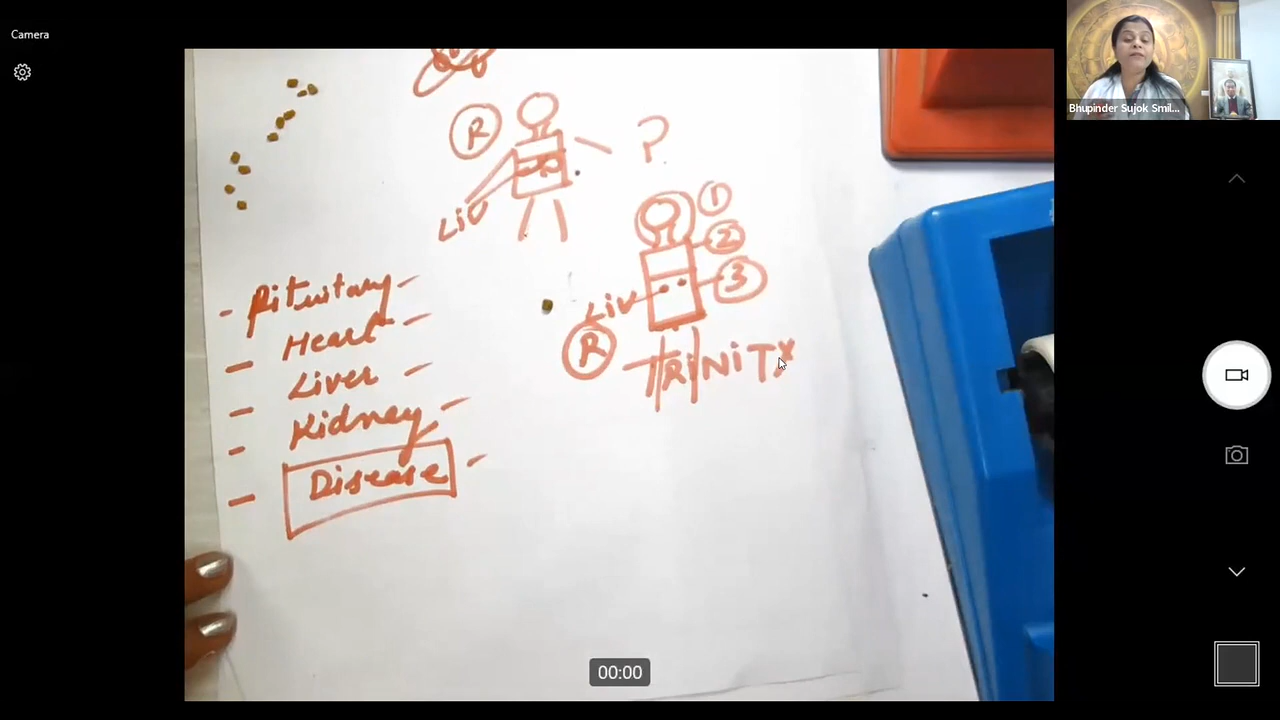 Camera
Bhupinder Sujok Smil...
R
?
Liv
1
2
3
Liv
R
TRiNiTY
- Pituitary -
- Heart -
- Liver -
- Kidney -
- Disease -
00:00